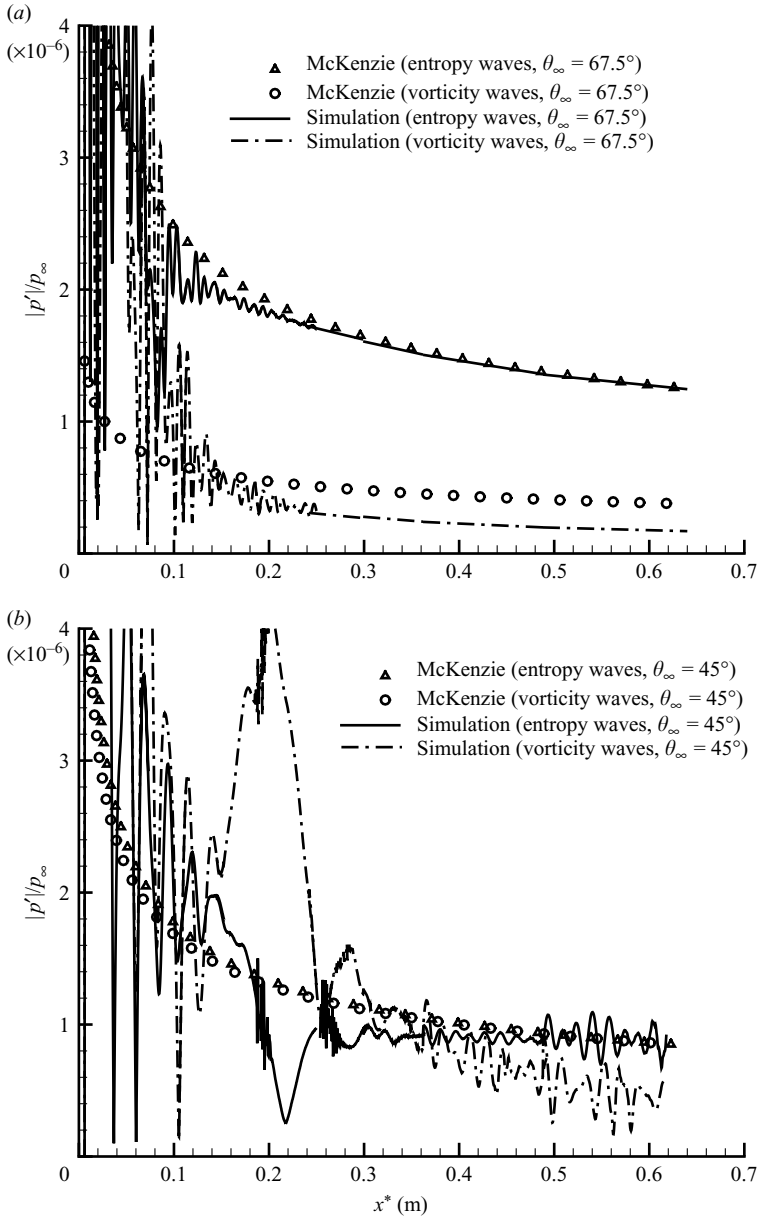 (a)
4
(×10⁻⁶)
3
2
1
|p′|/p∞
McKenzie (entropy waves, θ∞ = 67.5°)
McKenzie (vorticity waves, θ∞ = 67.5°)
Simulation (entropy waves, θ∞ = 67.5°)
Simulation (vorticity waves, θ∞ = 67.5°)
0 0.1 0.2 0.3 0.4 0.5 0.6 0.7
(b)
4
(×10⁻⁶)
3
2
1
|p′|/p∞
McKenzie (entropy waves, θ∞ = 45°)
McKenzie (vorticity waves, θ∞ = 45°)
Simulation (entropy waves, θ∞ = 45°)
Simulation (vorticity waves, θ∞ = 45°)
0 0.1 0.2 0.3 0.4 0.5 0.6 0.7
x* (m)